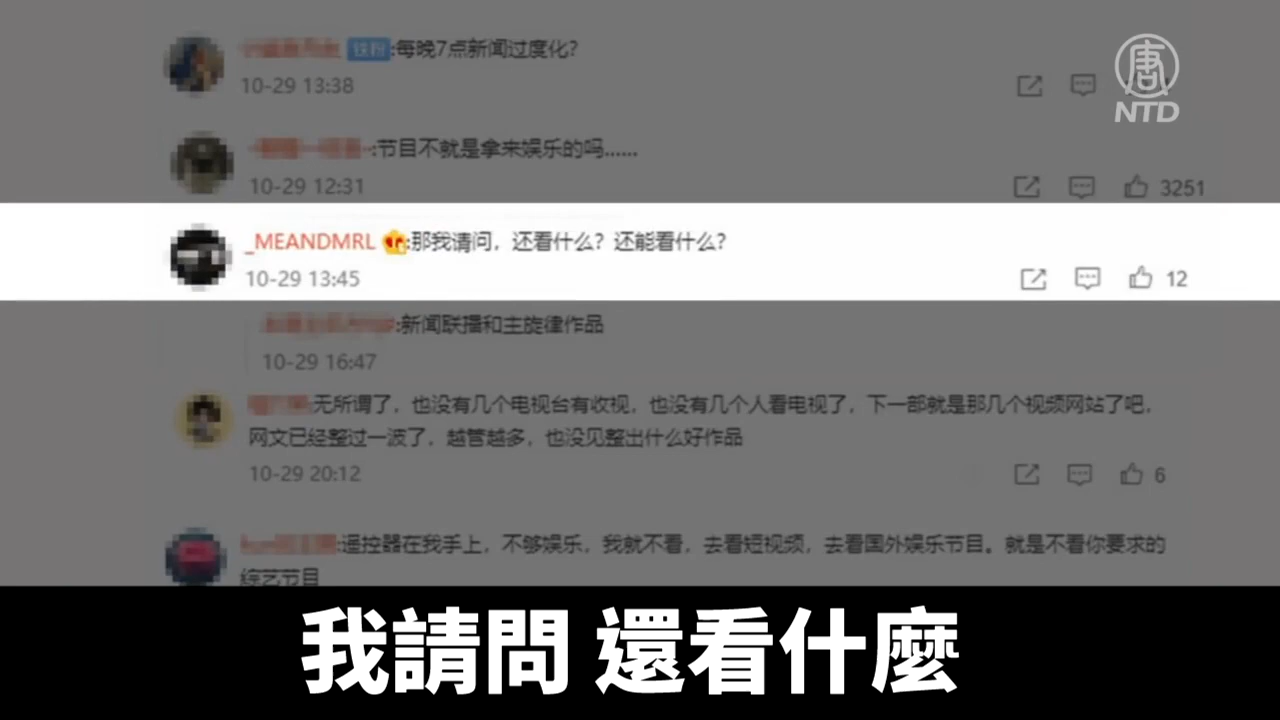 铁粉:每晚7点新闻过度化?
10-29 13:38
唐
NTD
:节目不就是拿来娱乐的吗......
10-29 12:31
3251
_MEANDMRL :那我请问，还看什么？还能看什么？
10-29 13:45
12
:新闻联播和主旋律作品
10-29 16:47
:无所谓了，也没有几个电视台有收视，也没有几个人看电视了，下一部就是那几个视频网站了吧，
网文已经整过一波了，越管越多，也没见整出什么好作品
10-29 20:12
6
:遥控器在我手上，不够娱乐，我就不看，去看短视频，去看国外娱乐节目。就是不看你要求的
综艺节目
我請問 還看什麼